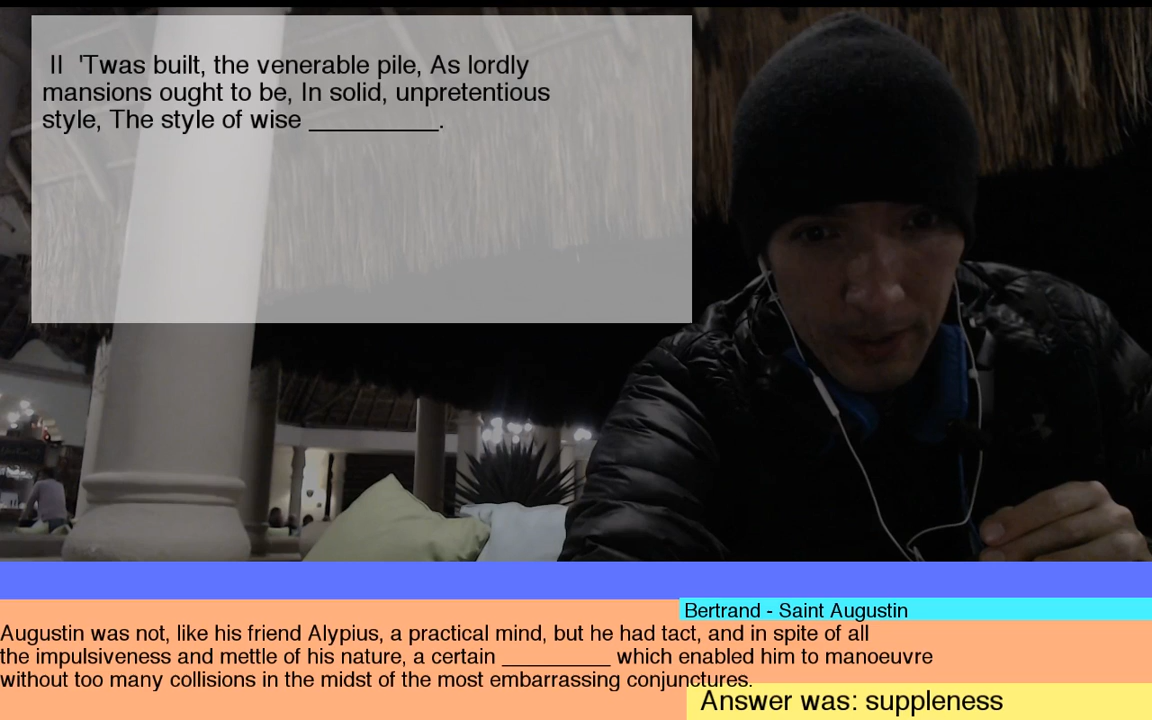 II 'Twas built, the venerable pile, As lordly
mansions ought to be, In solid, unpretentious
style, The style of wise __________.
Bertrand - Saint Augustin
Augustin was not, like his friend Alypius, a practical mind, but he had tact, and in spite of all
the impulsiveness and mettle of his nature, a certain __________ which enabled him to manoeuvre
without too many collisions in the midst of the most embarrassing conjunctures.
Answer was: suppleness